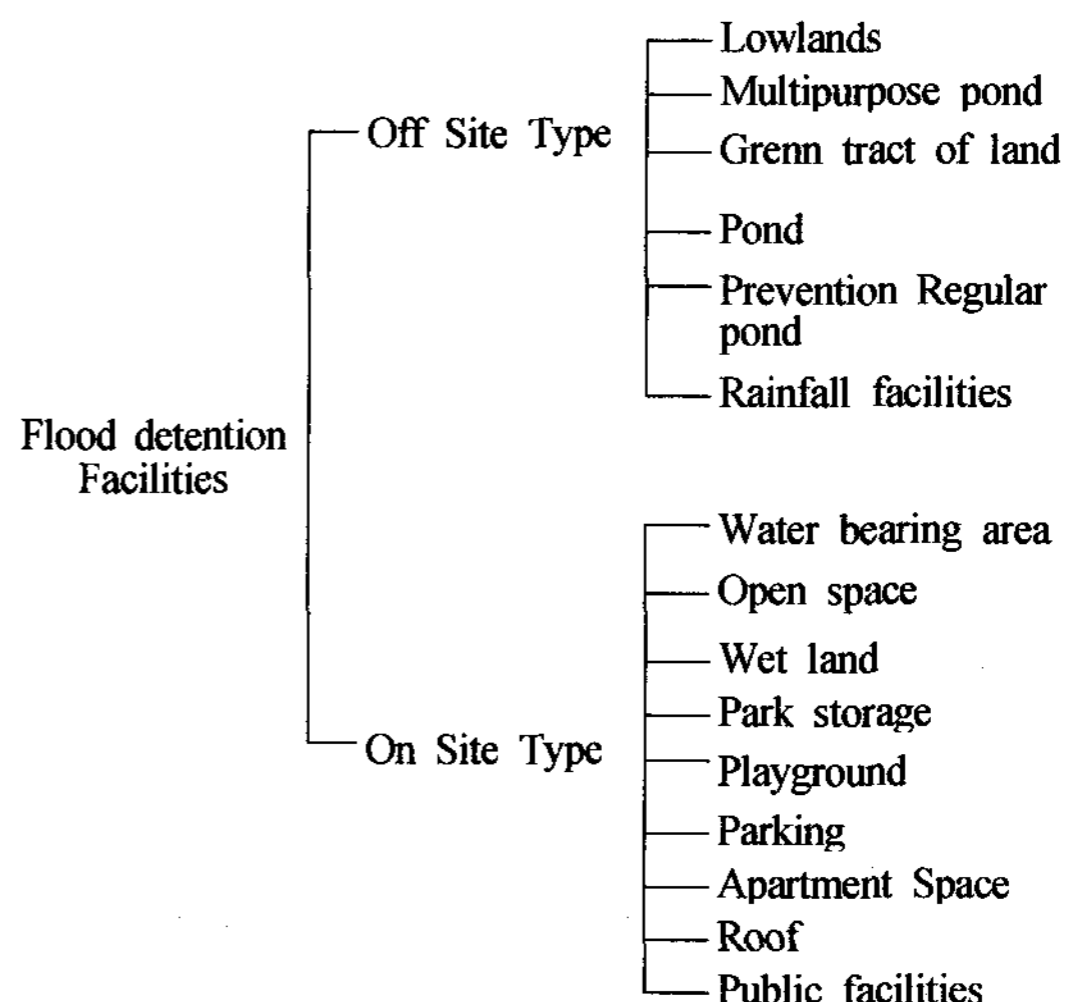 Lowlands
Multipurpose pond
Off Site Type
Grenn tract of land
Pond
Prevention Regular
pond
Rainfall facilities
Flood detention
Facilities
Water bearing area
Open space
Wet land
Park storage
On Site Type
Playground
Parking
Apartment Space
Roof
Public facilities